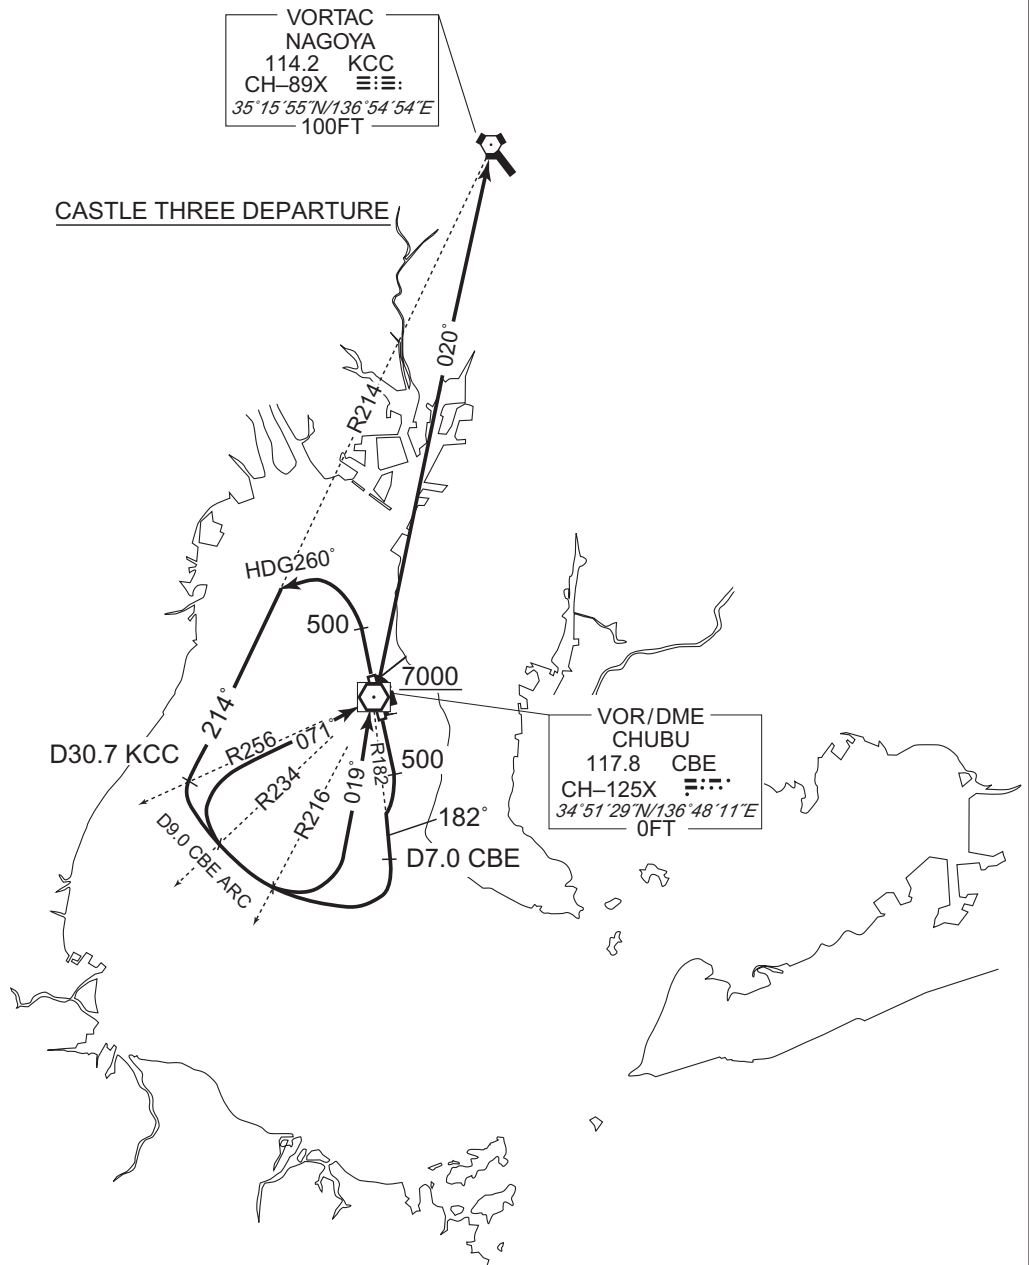 VORTAC
NAGOYA
114.2 KCC
CH–89X
35°15´55˝N/136°54´54˝E
100FT
CASTLE THREE DEPARTURE
020°
R214
HDG260°
500
7000
214°
VOR/DME
CHUBU
117.8 CBE
CH–125X
34°51´29˝N/136°48´11˝E
0FT
D30.7 KCC
R256
071°
R182
500
R234
019°
R216
182°
D9.0 CBE ARC
D7.0 CBE